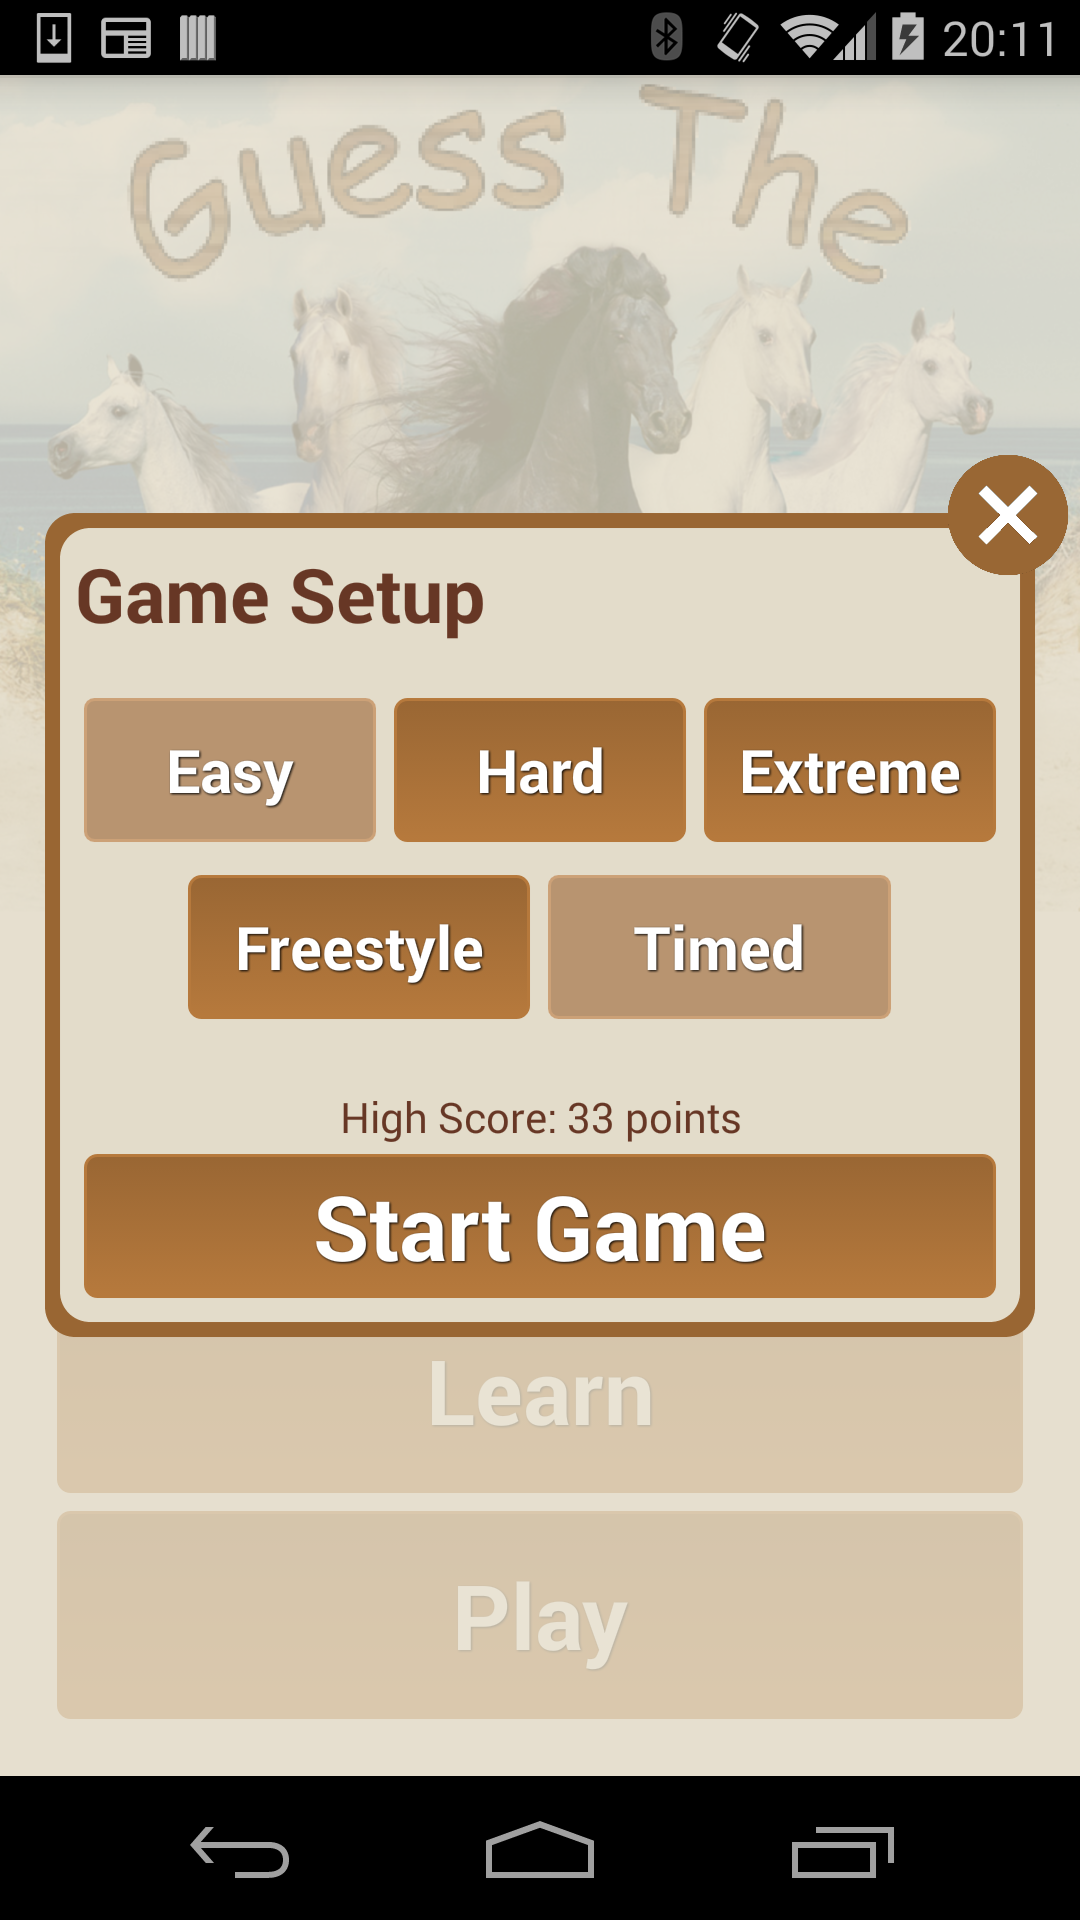 20:11
Guess The
Game Setup
Easy Hard Extreme
Freestyle Timed
High Score: 33 points
Start Game
Learn
Play